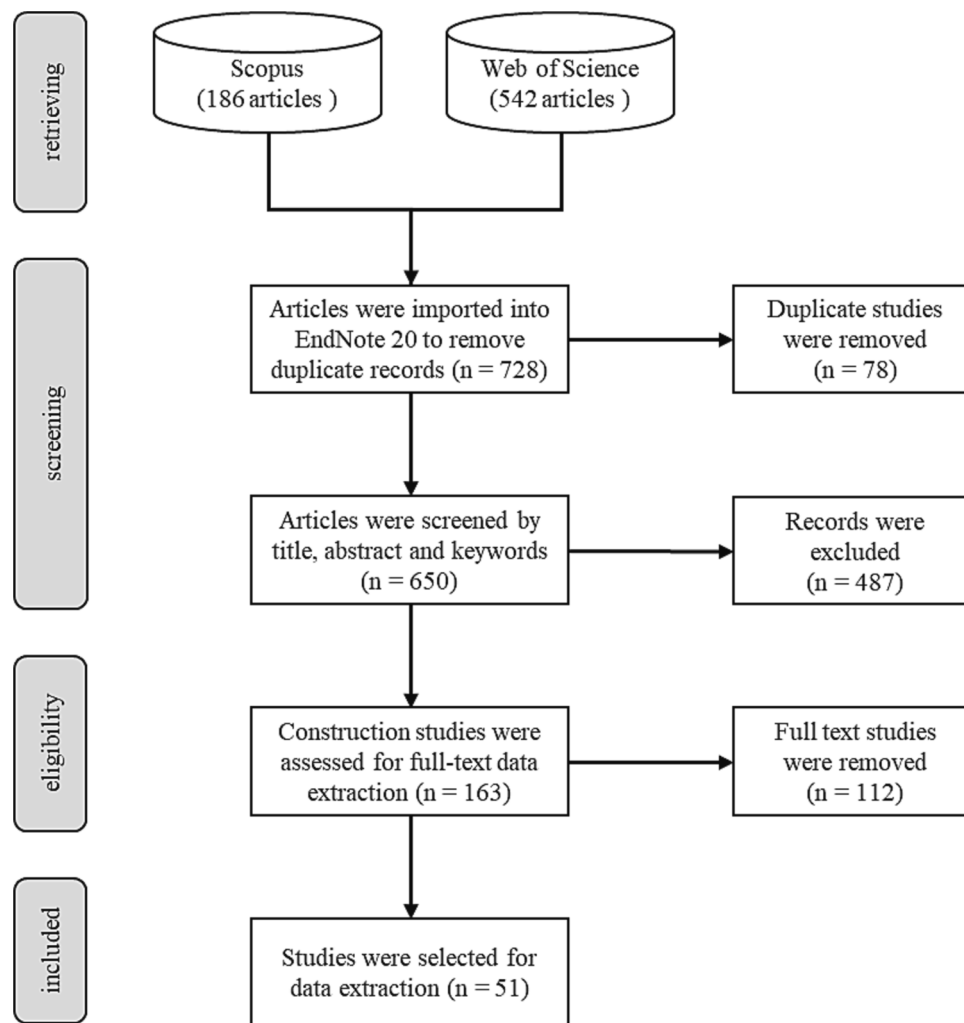 retrieving
Scopus
(186 articles )
Web of Science
(542 articles )
screening
Articles were imported into
EndNote 20 to remove
duplicate records (n = 728)
Duplicate studies
were removed
(n = 78)
Articles were screened by
title, abstract and keywords
(n = 650)
Records were
excluded
(n = 487)
eligibility
Construction studies were
assessed for full-text data
extraction (n = 163)
Full text studies
were removed
(n = 112)
included
Studies were selected for
data extraction (n = 51)